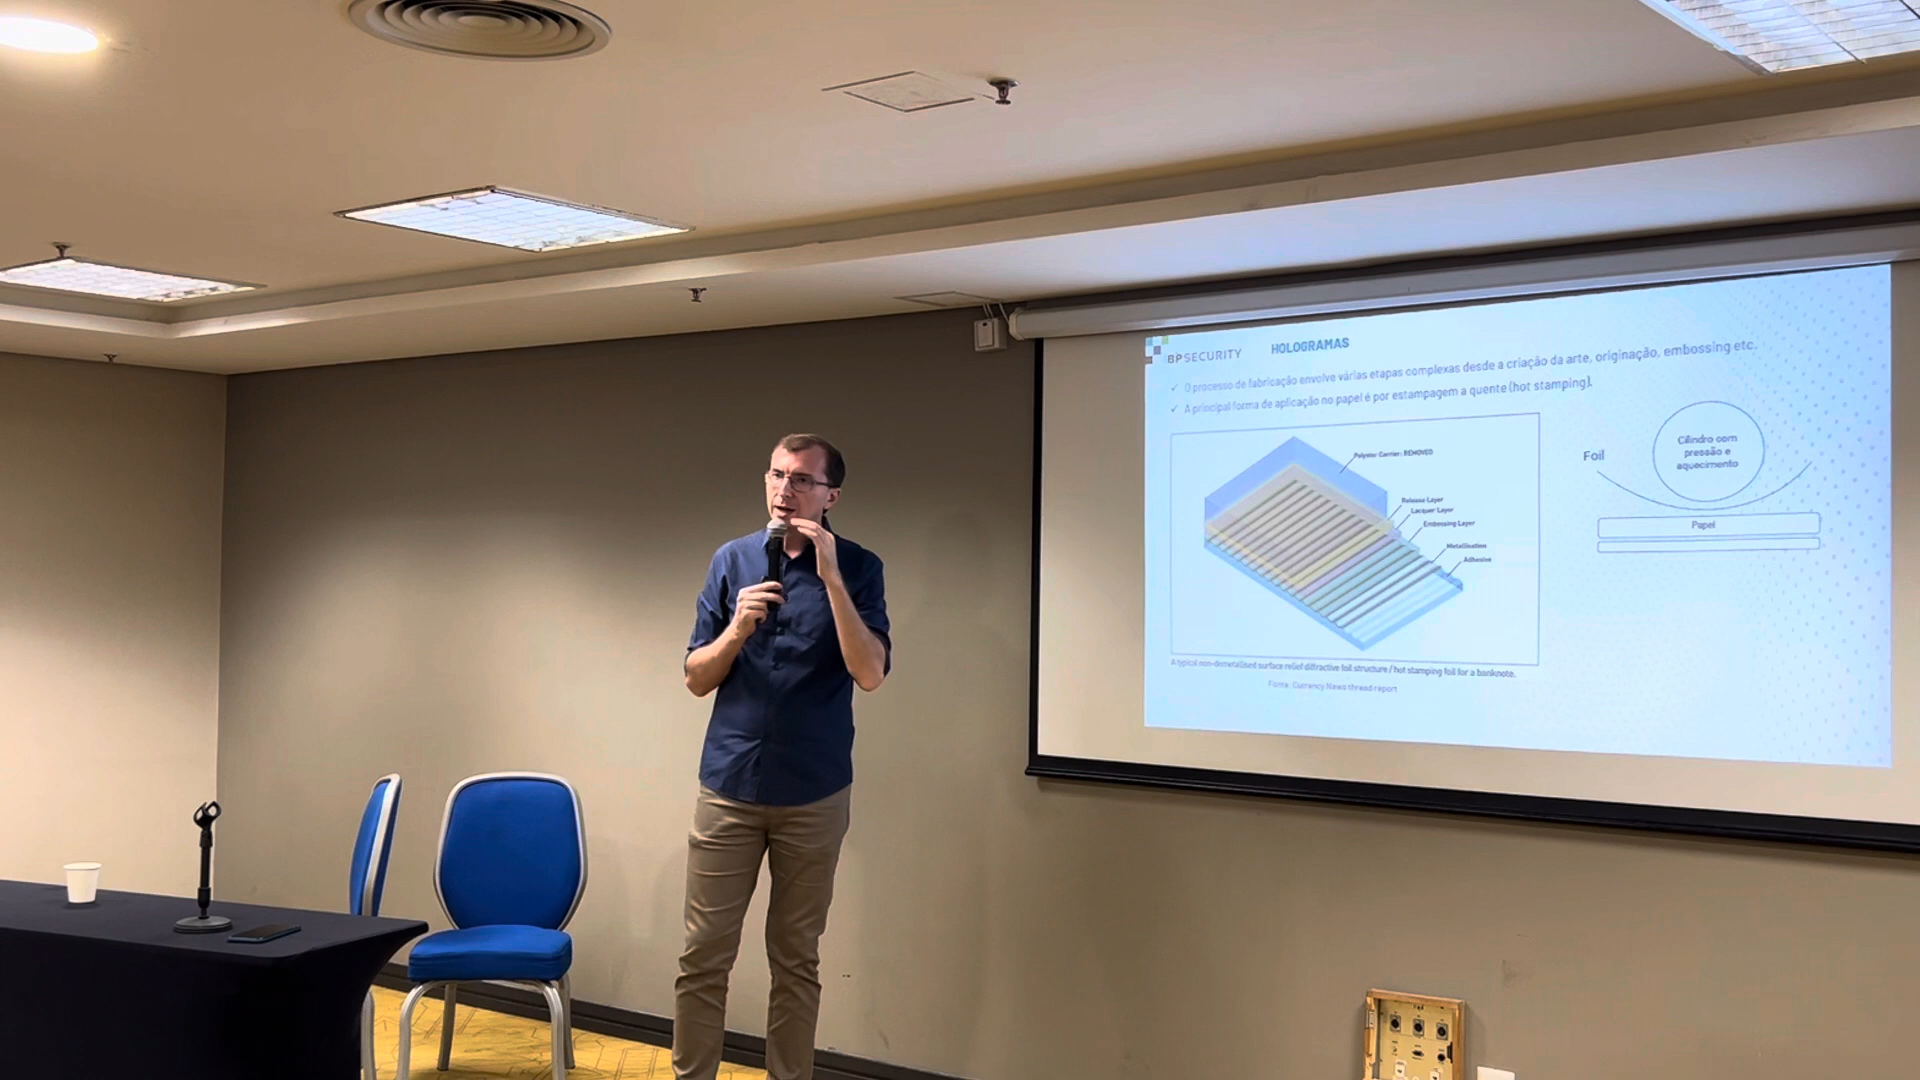 BPSECURITY
HOLOGRAMAS
✓ O processo de fabricação envolve várias etapas complexas desde a criação da arte, originação, embossing etc.
✓ A principal forma de aplicação no papel é por estampagem a quente (hot stamping).
Polymer Carrier: REMOVED
Release Layer
Lacquer Layer
Embossing Layer
Metallisation
Adhesive
Foil
Cilindro com
pressão e
aquecimento
Papel
A typical non-demetallised surface relief diffractive foil structure / hot stamping foil for a banknote.
Fonte: Currency News thread report